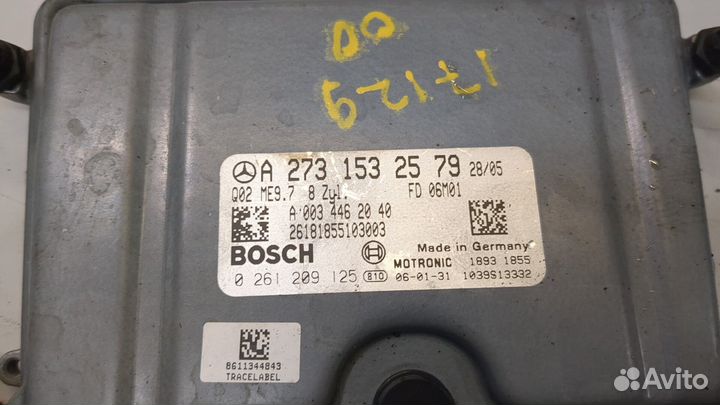 00
17129
A 273 153 25 79 28/05
Q02 ME9.7 8 Zyl. FD 06M01
A 003 446 20 40
26181855103003
BOSCH
Made in Germany
MOTRONIC 1893 1855
0 261 209 125 810 06-01-31 1039S13332
8611344843
TRACELABEL
Avito